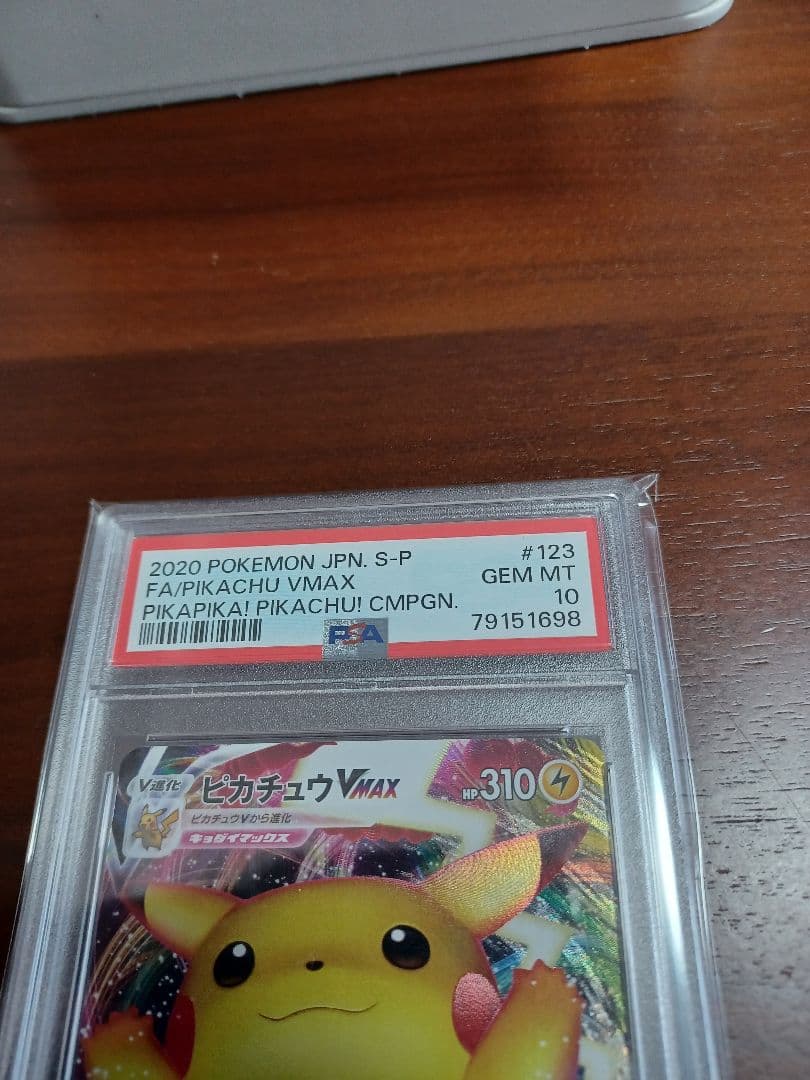 2020 POKEMON JPN. S-P #123
FA/PIKACHU VMAX GEM MT
PIKAPIKA! PIKACHU! CMPGN. 10
79151698
PSA
V進化 ピカチュウVMAX HP310
ピカチュウVから進化
キョダイマックス